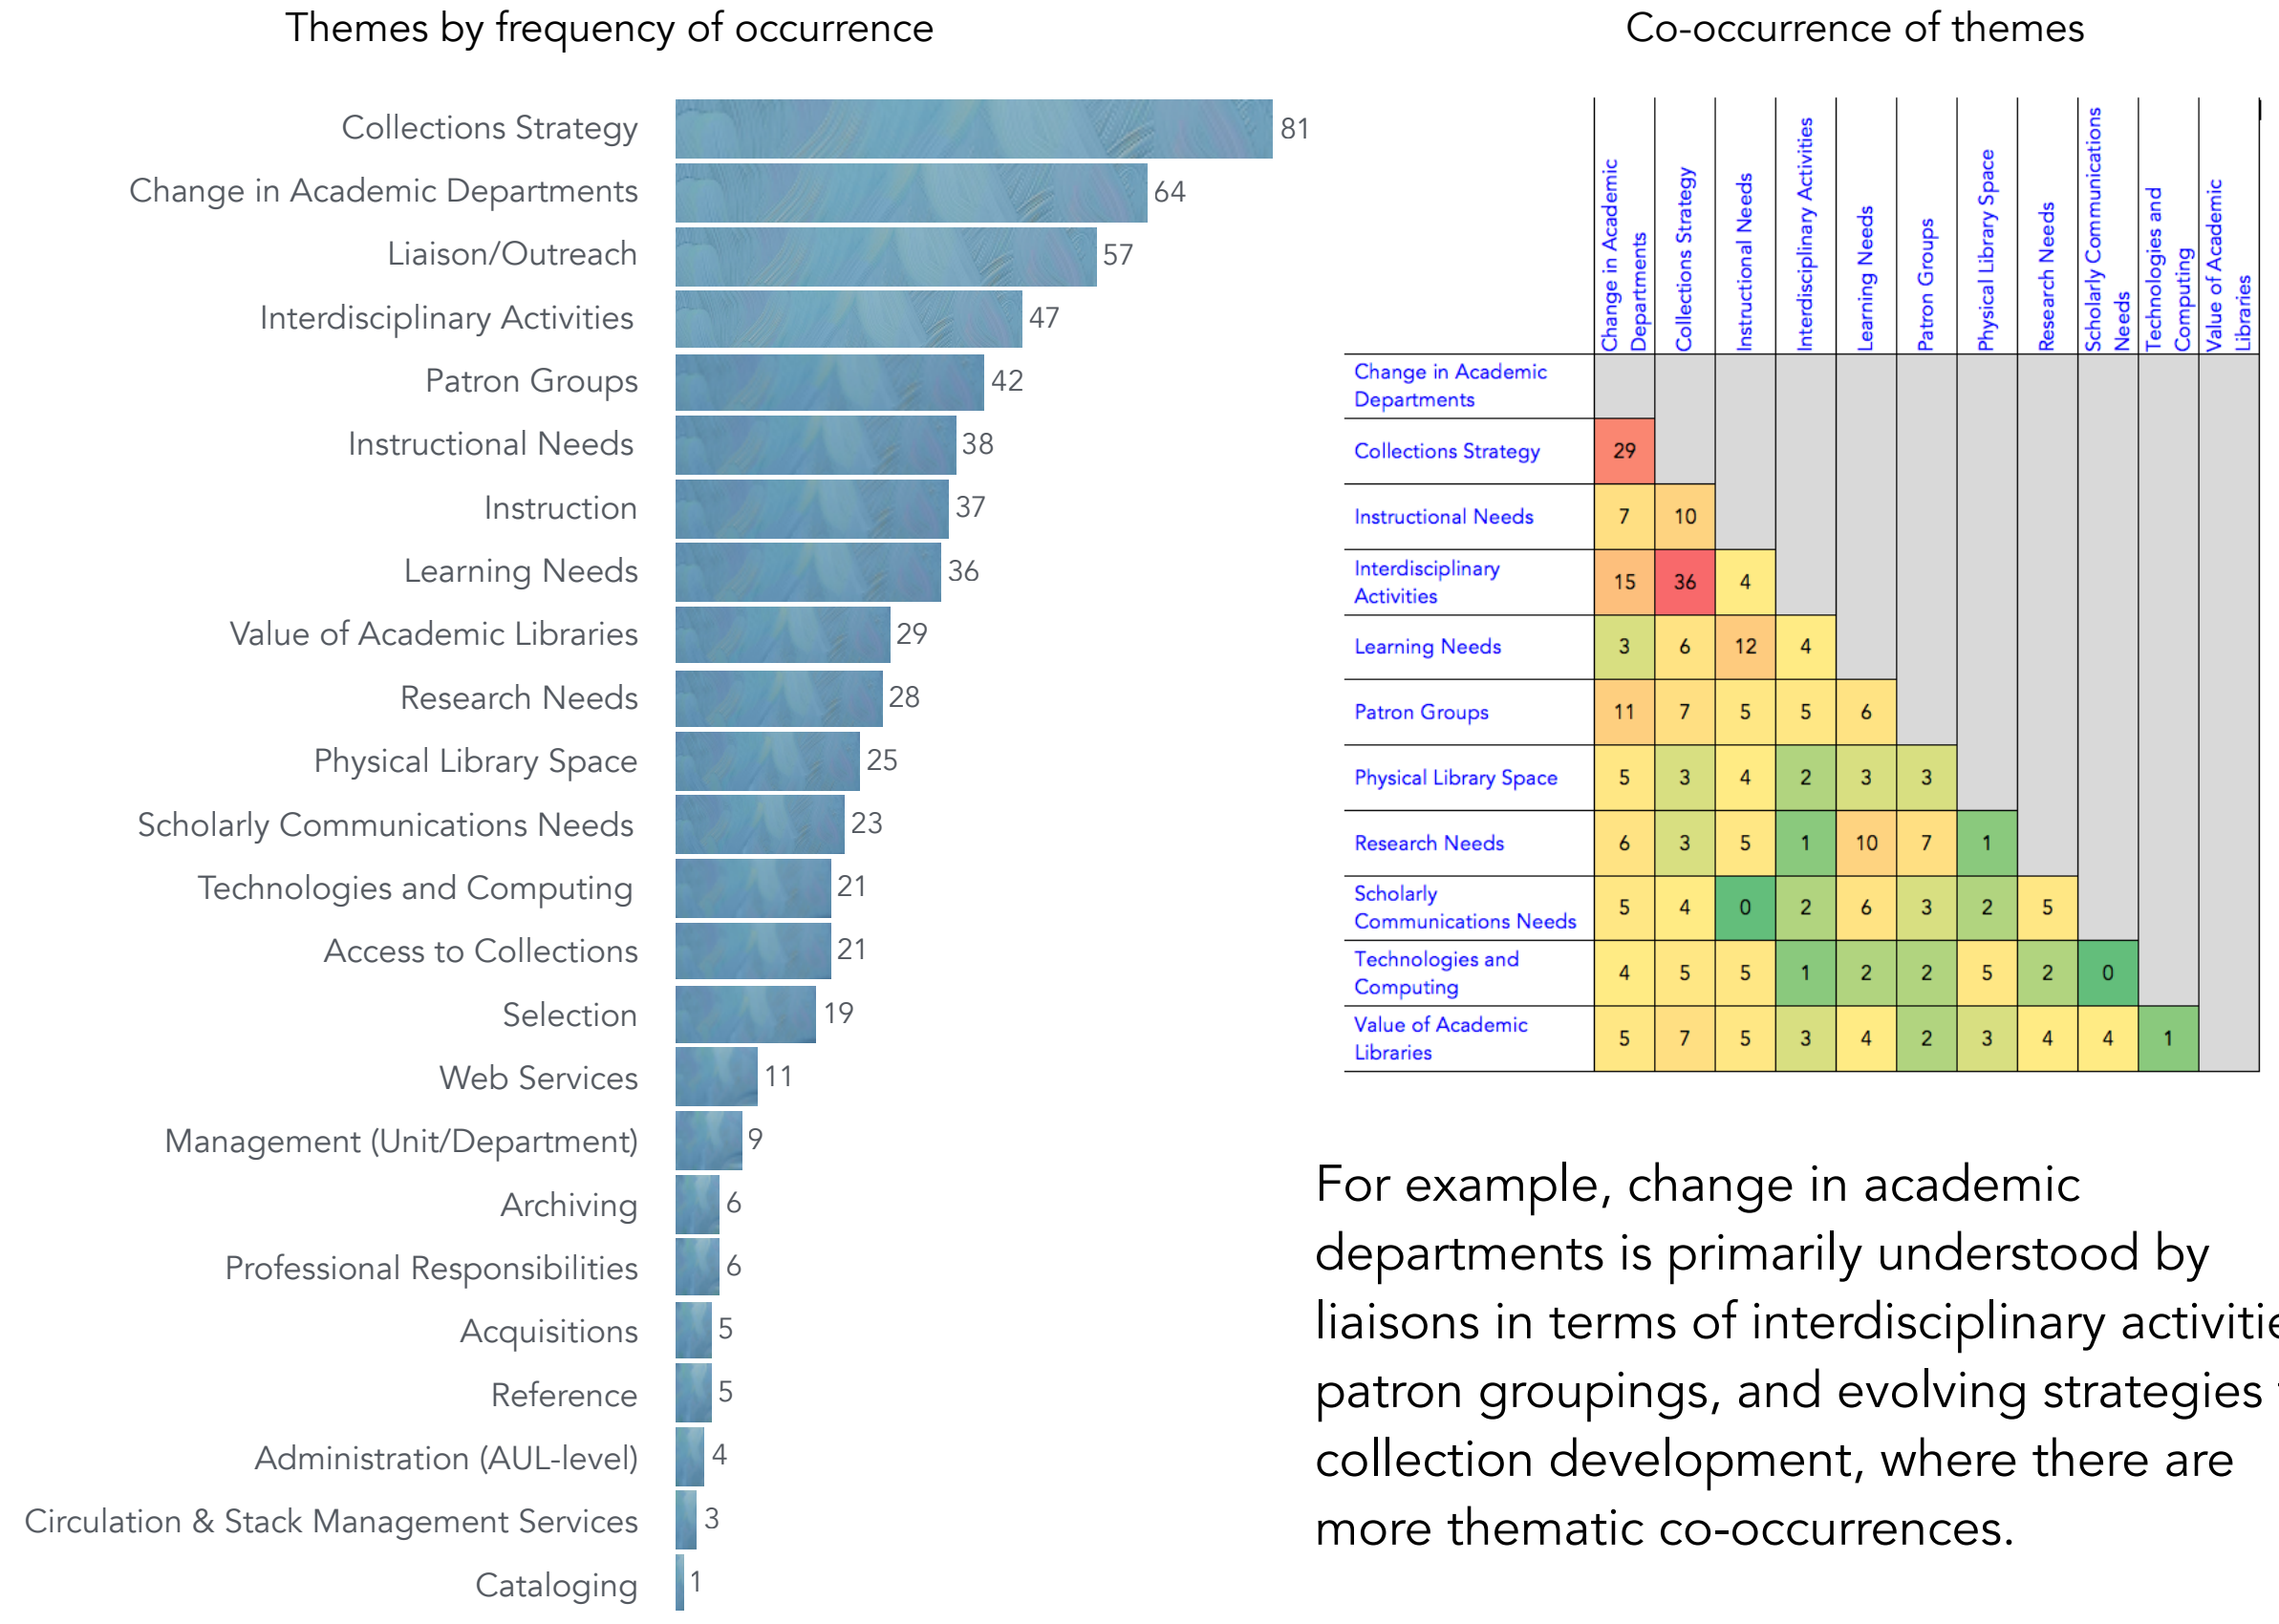 Themes by frequency of occurrence
Collections Strategy 81
Change in Academic Departments 64
Liaison/Outreach 57
Interdisciplinary Activities 47
Patron Groups 42
Instructional Needs 38
Instruction 37
Learning Needs 36
Value of Academic Libraries 29
Research Needs 28
Physical Library Space 25
Scholarly Communications Needs 23
Technologies and Computing 21
Access to Collections 21
Selection 19
Web Services 11
Management (Unit/Department) 9
Archiving 6
Professional Responsibilities 6
Acquisitions 5
Reference 5
Administration (AUL-level) 4
Circulation & Stack Management Services 3
Cataloging 1
Co-occurrence of themes
Change in Academic
Departments
Collections Strategy
Instructional Needs
Interdisciplinary Activities
Learning Needs
Patron Groups
Physical Library Space
Research Needs
Scholarly Communications
Needs
Technologies and
Computing
Value of Academic
Libraries
Change in Academic
Departments
Collections Strategy 29
Instructional Needs 7 10
Interdisciplinary
Activities 15 36 4
Learning Needs 3 6 12 4
Patron Groups 11 7 5 5 6
Physical Library Space 5 3 4 2 3 3
Research Needs 6 3 5 1 10 7 1
Scholarly
Communications Needs 5 4 0 2 6 3 2 5
Technologies and
Computing 4 5 5 1 2 2 5 2 0
Value of Academic
Libraries 5 7 5 3 4 2 3 4 4 1
For example, change in academic
departments is primarily understood by
liaisons in terms of interdisciplinary
patron groupings, and evolving strategies
collection development, where there are
more thematic co-occurrences.